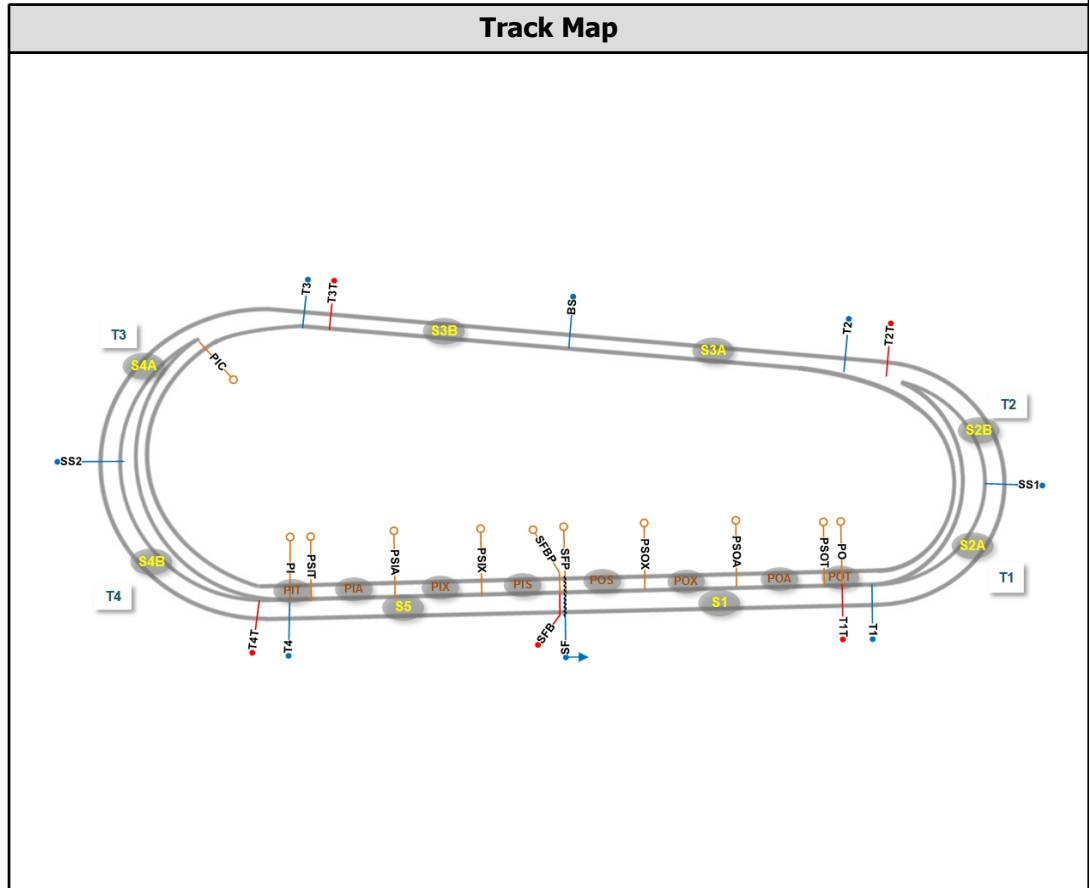 Track Map
T3
T3T
BS
T2
T2T
S3B
S3A
T3
S4A
PIC
T2
S2B
SS2
SS1
S4B
T4
S2A
T1
PI
PSIT
PSIA
PSIX
SFBP
SFP
PSOX
PSOA
PSOT
PO
PIT
PIA
PIX
PIS
POS
POX
POA
POT
S5
S1
T4T
T4
SFB
SF
T1T
T1